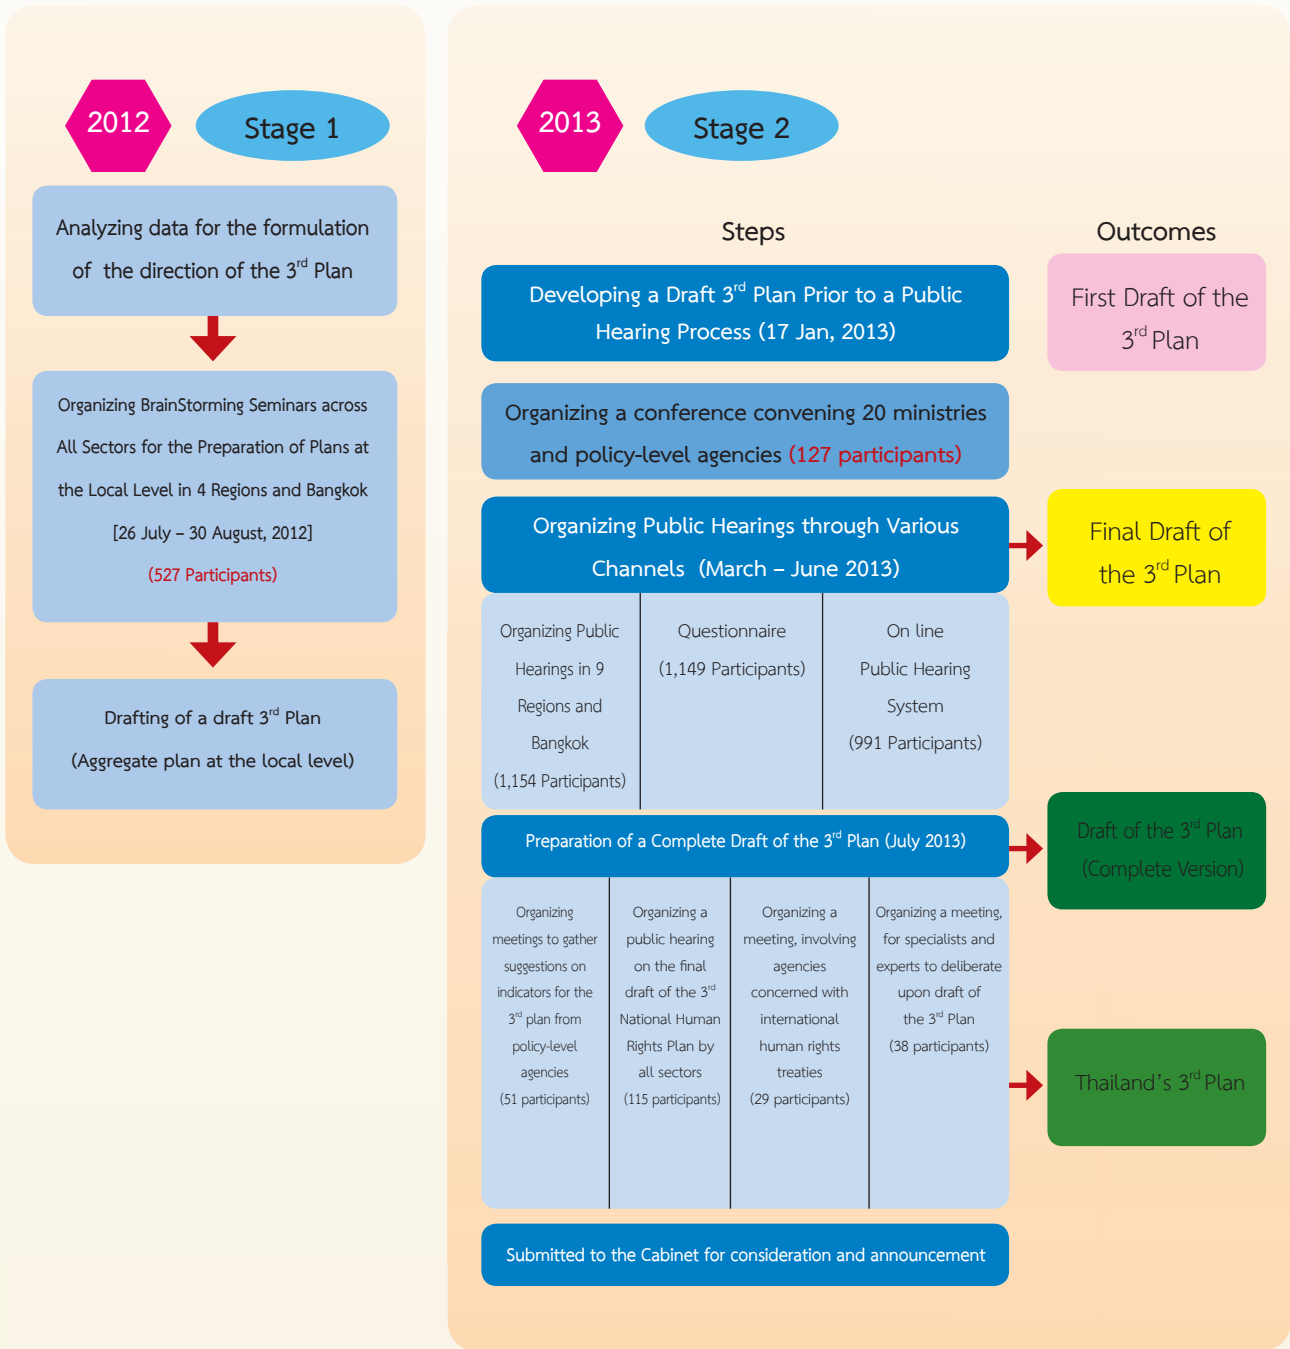 2012
Stage 1
Analyzing data for the formulation
of the direction of the 3rd Plan
Organizing BrainStorming Seminars across
All Sectors for the Preparation of Plans at
the Local Level in 4 Regions and Bangkok
[26 July – 30 August, 2012]
(527 Participants)
Drafting of a draft 3rd Plan
(Aggregate plan at the local level)
2013
Stage 2
Steps
Outcomes
Developing a Draft 3rd Plan Prior to a Public
Hearing Process (17 Jan, 2013)
First Draft of the
3rd Plan
Organizing a conference convening 20 ministries
and policy-level agencies (127 participants)
Organizing Public Hearings through Various
Channels (March – June 2013)
Final Draft of
the 3rd Plan
Organizing Public
Hearings in 9
Regions and
Bangkok
(1,154 Participants)
Questionnaire
(1,149 Participants)
On line
Public Hearing
System
(991 Participants)
Preparation of a Complete Draft of the 3rd Plan (July 2013)
Draft of the 3rd Plan
(Complete Version)
Organizing
meetings to gather
suggestions on
indicators for the
3rd plan from
policy-level
agencies
(51 participants)
Organizing a
public hearing
on the final
draft of the 3rd
National Human
Rights Plan by
all sectors
(115 participants)
Organizing a
meeting, involving
agencies
concerned with
international
human rights
treaties
(29 participants)
Organizing a meeting,
for specialists and
experts to deliberate
upon draft of
the 3rd Plan
(38 participants)
Thailand's 3rd Plan
Submitted to the Cabinet for consideration and announcement